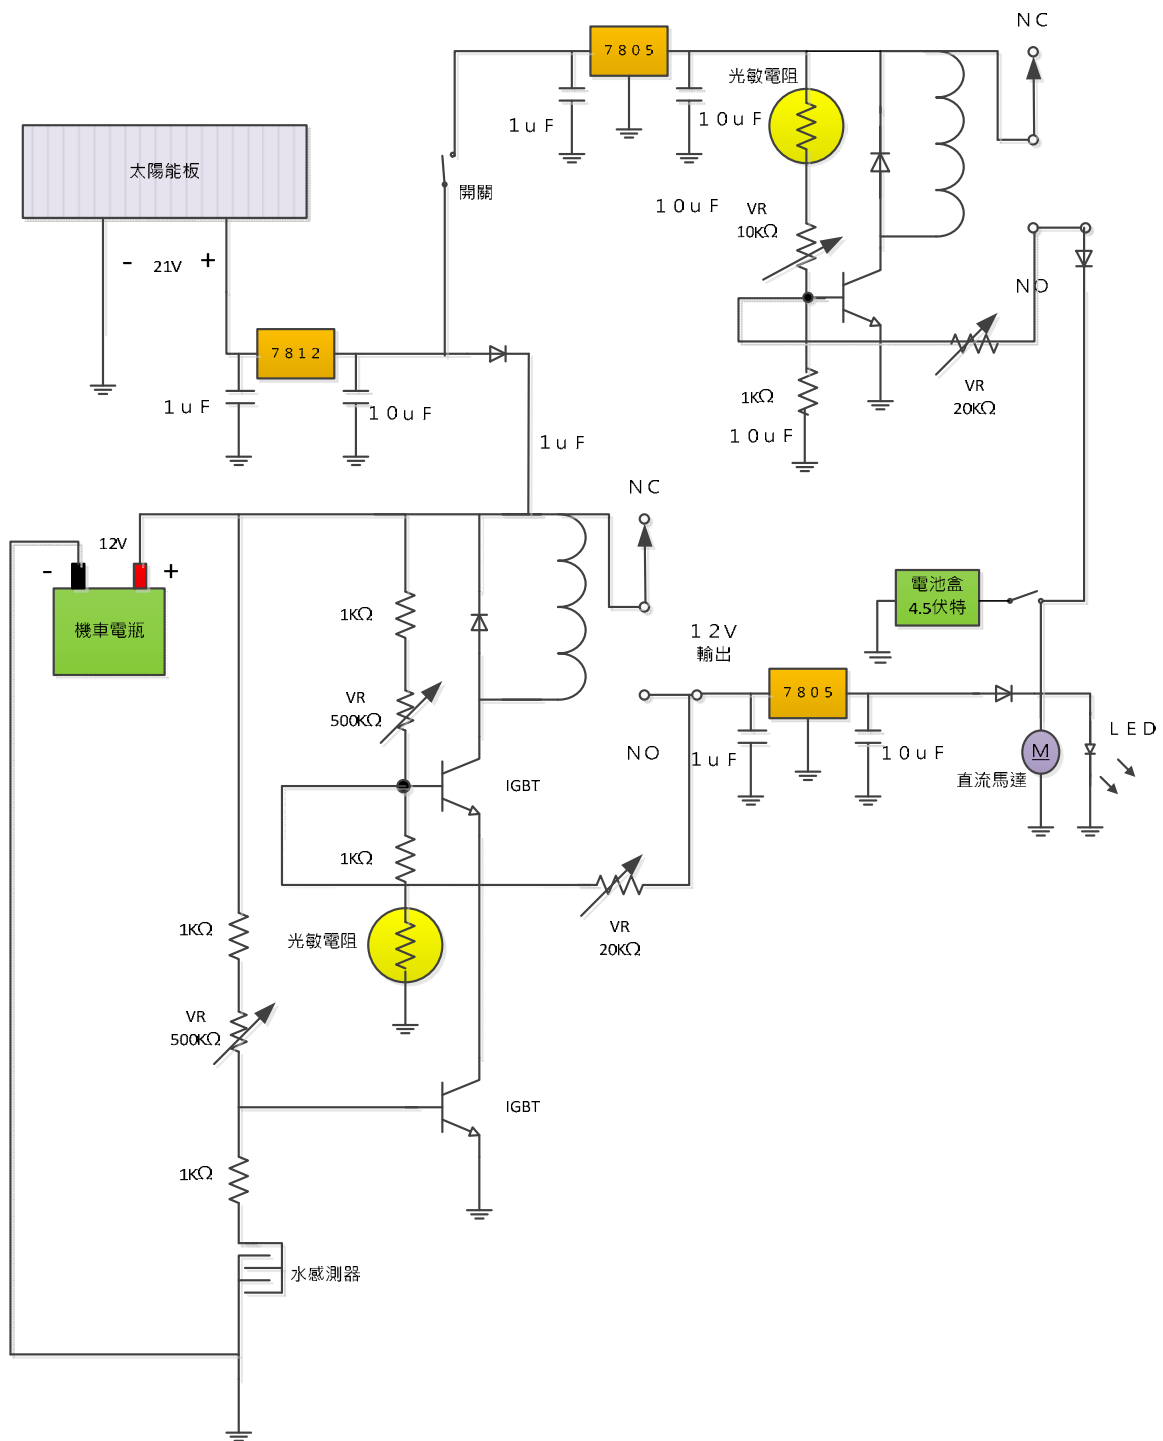 NC
7805
光敏電阻
1uF
10uF
太陽能板
開關
10uF
VR
10KΩ
- 21V +
NO
7812
1uF
10uF
1KΩ
VR
20KΩ
10uF
1uF
NC
12V
- +
機車電瓶
1KΩ
電池盒
4.5伏特
12V
輸出
VR
500KΩ
7805
LED
NO
1uF
10uF
M
直流馬達
IGBT
1KΩ
1KΩ
光敏電阻
VR
20KΩ
VR
500KΩ
IGBT
1KΩ
水感測器